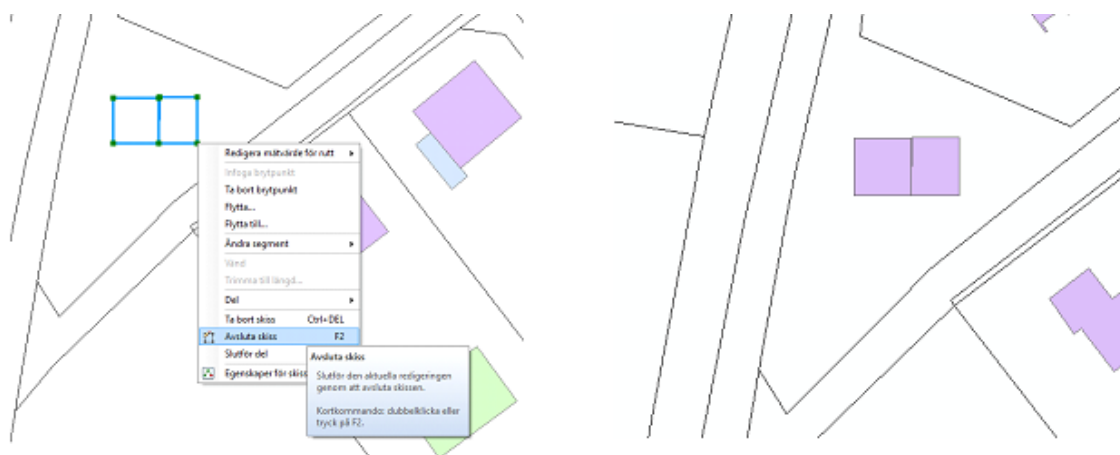 Redigera mätvärde för rutt
Infoga brytpunkt
Ta bort brytpunkt
Flytta...
Flytta till...
Ändra segment
Vänd
Trimma till längd...
Del
Ta bort skiss Ctrl+DEL
Avsluta skiss F2
Slutför del
Egenskaper för skiss
Avsluta skiss
Slutför den aktuella redigeringen
genom att avsluta skissen.
Kortkommando: dubbelklicka eller
tryck på F2.